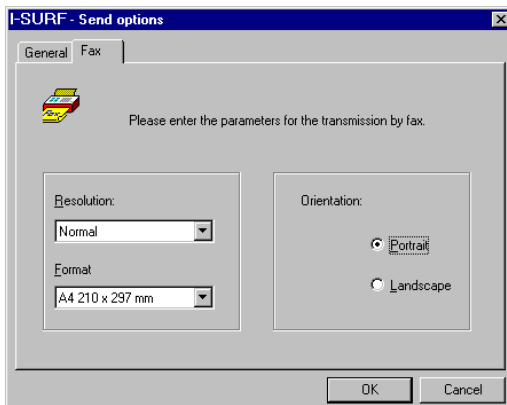 I-SURF - Send options
General Fax
Fax
Please enter the parameters for the transmission by fax.
Resolution:
Normal
Format
A4 210 x 297 mm
Orientation:
Portrait
Landscape
OK Cancel